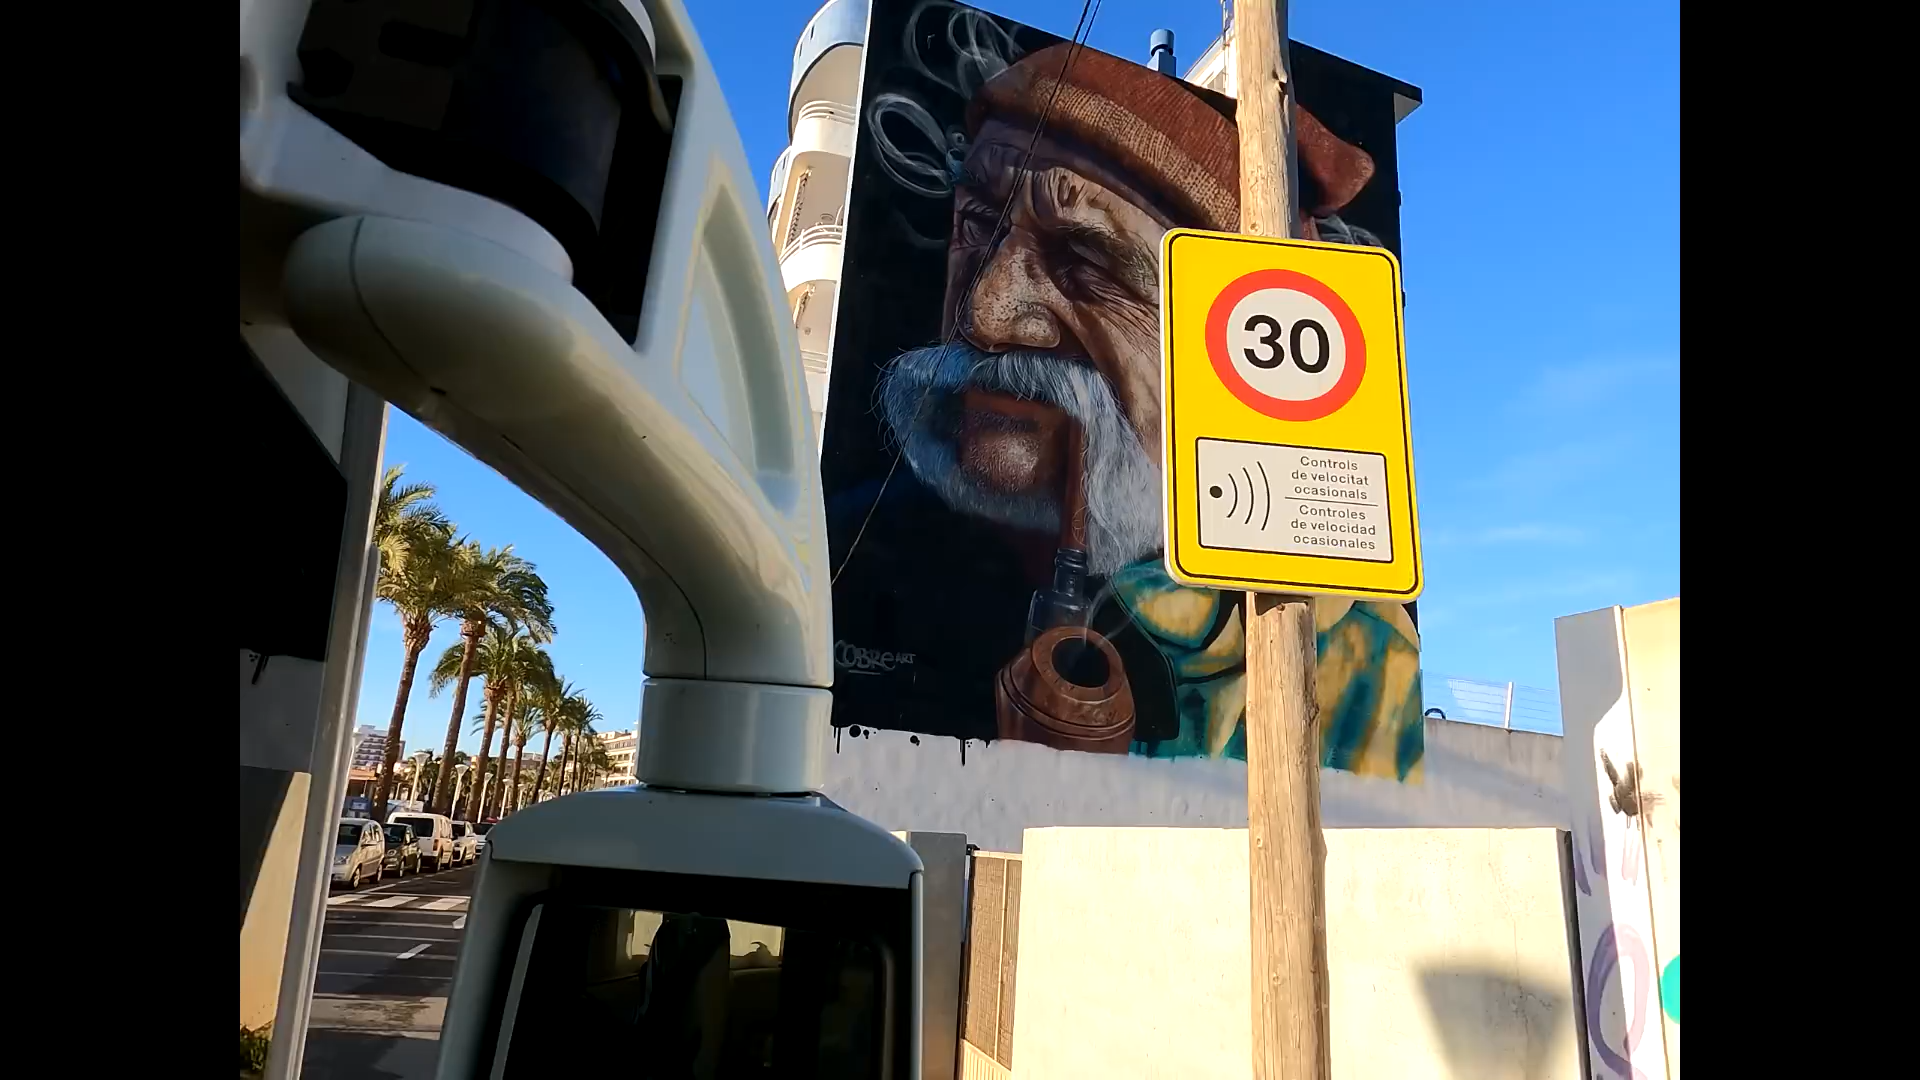 30
Controls
de velocitat
ocasionals
Controles
de velocidad
ocasionales
COBRE ART